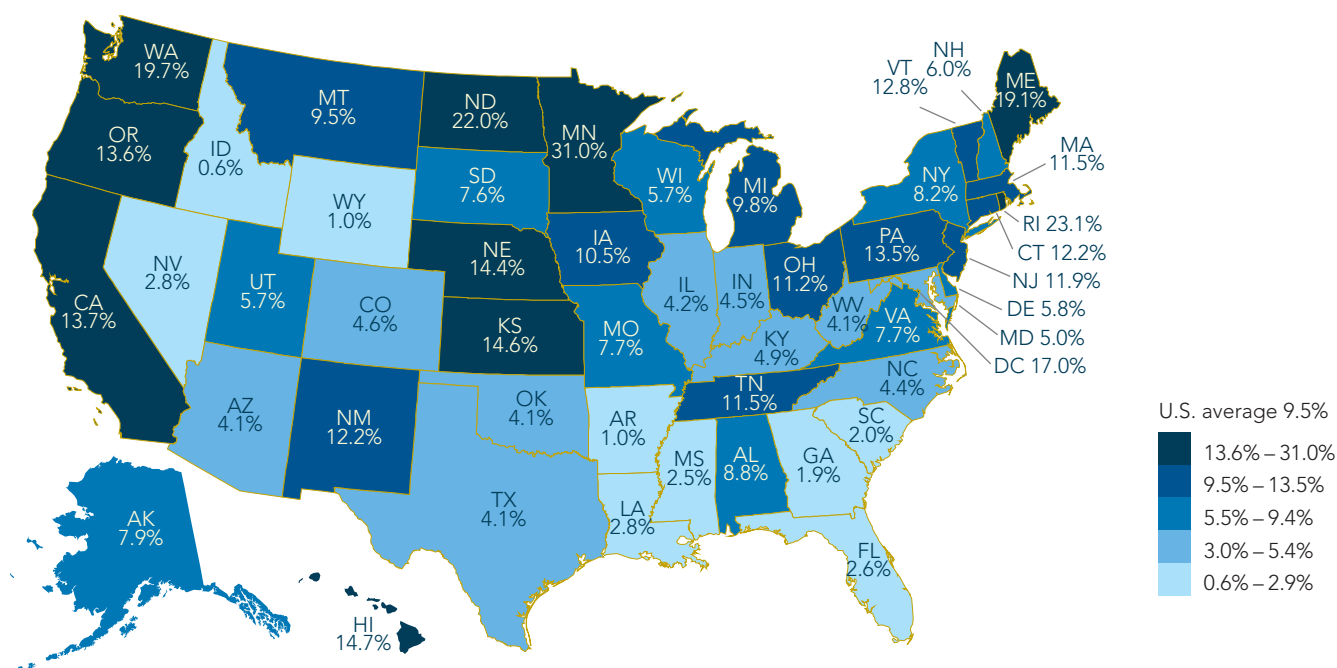 WA
19.7%
OR
13.6%
CA
13.7%
ID
0.6%
NV
2.8%
MT
9.5%
WY
1.0%
UT
5.7%
CO
4.6%
AZ
4.1%
NM
12.2%
ND
22.0%
SD
7.6%
NE
14.4%
KS
14.6%
OK
4.1%
TX
4.1%
MN
31.0%
IA
10.5%
MO
7.7%
AR
1.0%
LA
2.8%
WI
5.7%
IL
4.2%
MI
9.8%
IN
4.5%
OH
11.2%
KY
4.9%
TN
11.5%
MS
2.5%
AL
8.8%
GA
1.9%
FL
2.6%
SC
2.0%
NC
4.4%
WV
4.1%
VA
7.7%
PA
13.5%
NY
8.2%
VT
12.8%
NH
6.0%
ME
19.1%
MA
11.5%
RI 23.1%
CT 12.2%
NJ 11.9%
DE 5.8%
MD 5.0%
DC 17.0%
AK
7.9%
HI
14.7%
U.S. average 9.5%
13.6% – 31.0%
9.5% – 13.5%
5.5% – 9.4%
3.0% – 5.4%
0.6% – 2.9%